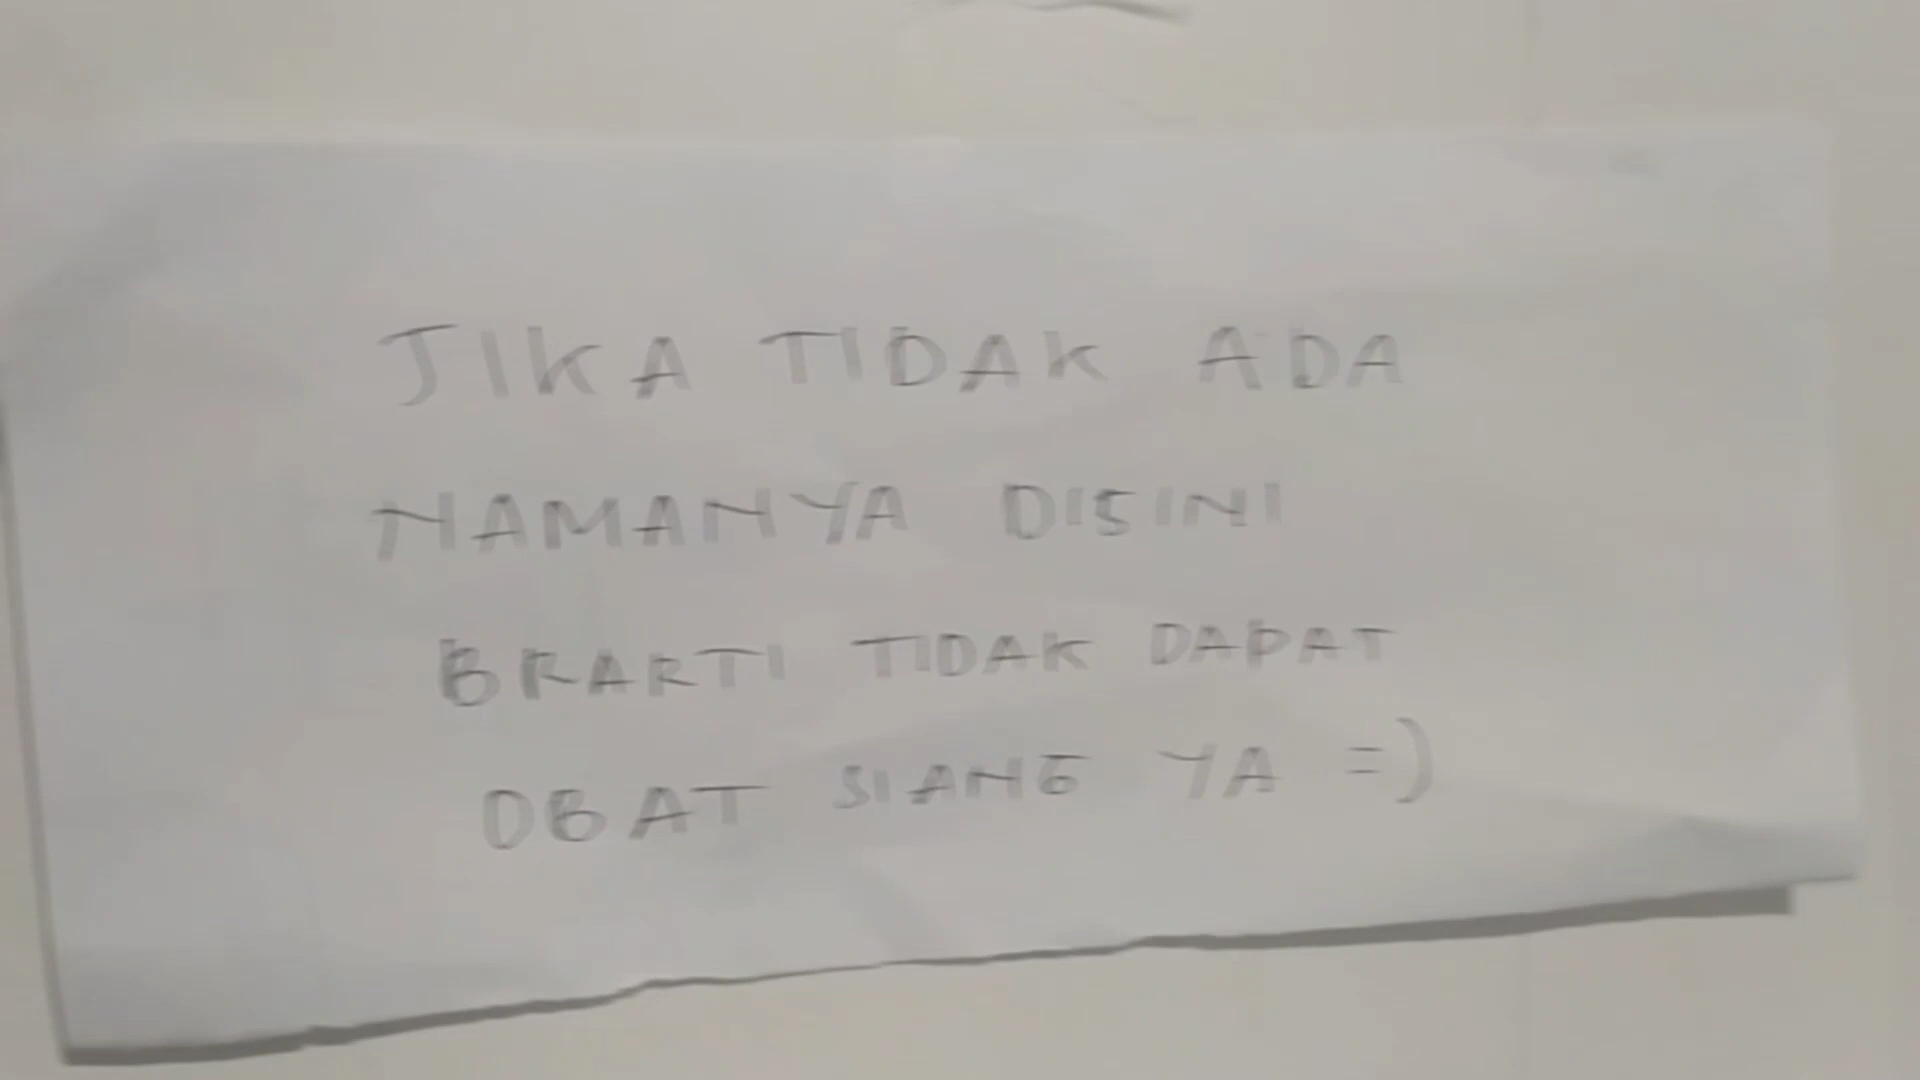 JIKA TIDAK ADA
NAMANYA DISINI
BRARTI TIDAK DAPAT
OBAT SIANG YA =)